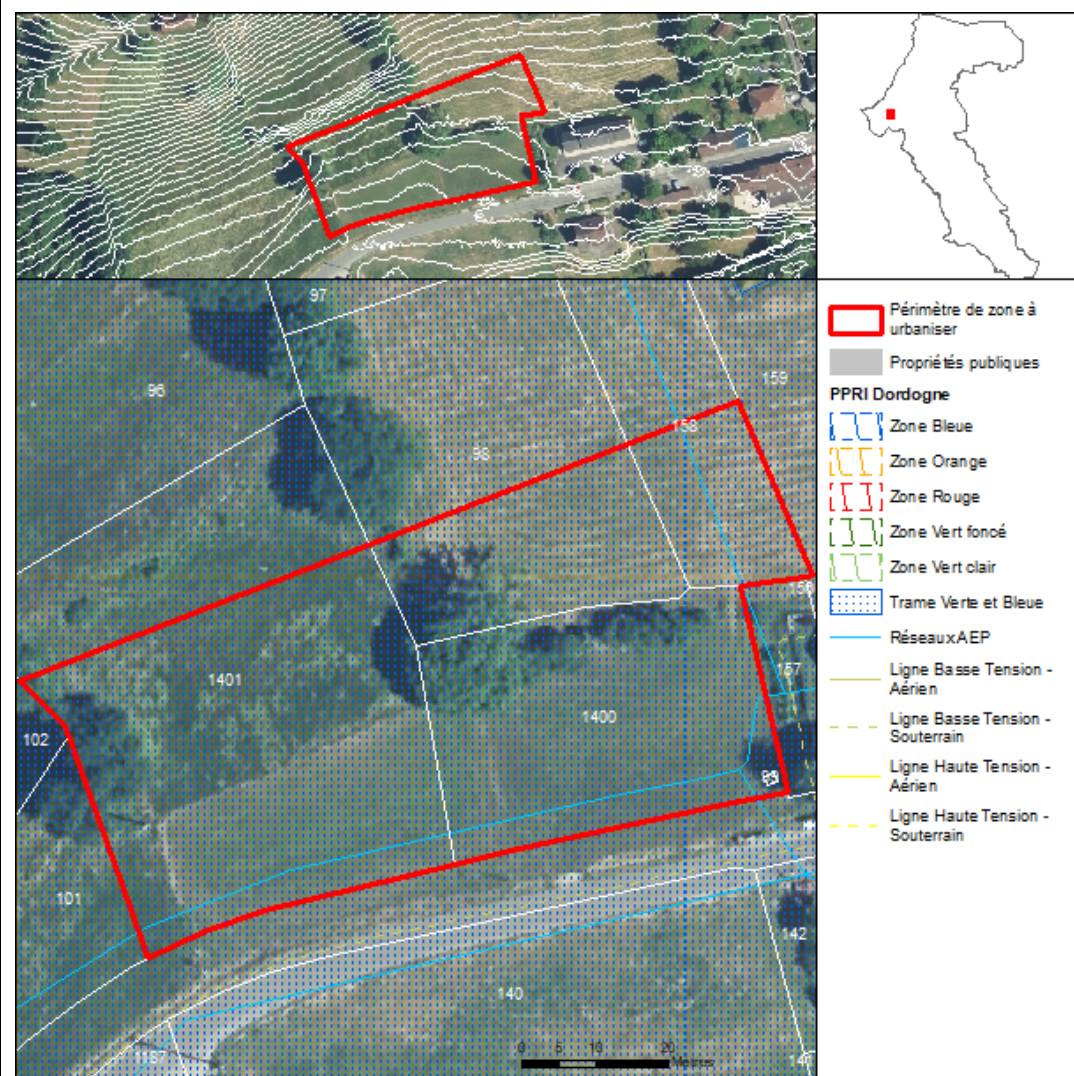 Périmètre de zone à
urbaniser
Propriétés publiques
PPRI Dordogne
Zone Bleue
Zone Orange
Zone Rouge
Zone Vert foncé
Zone Vert clair
Trame Verte et Bleue
Réseaux AEP
Ligne Basse Tension -
Aérien
Ligne Basse Tension -
Souterrain
Ligne Haute Tension -
Aérien
Ligne Haute Tension -
Souterrain
97
96
159
158
98
1401
157
1400
102
101
142
140
1187
0 5 10 20
Mètres